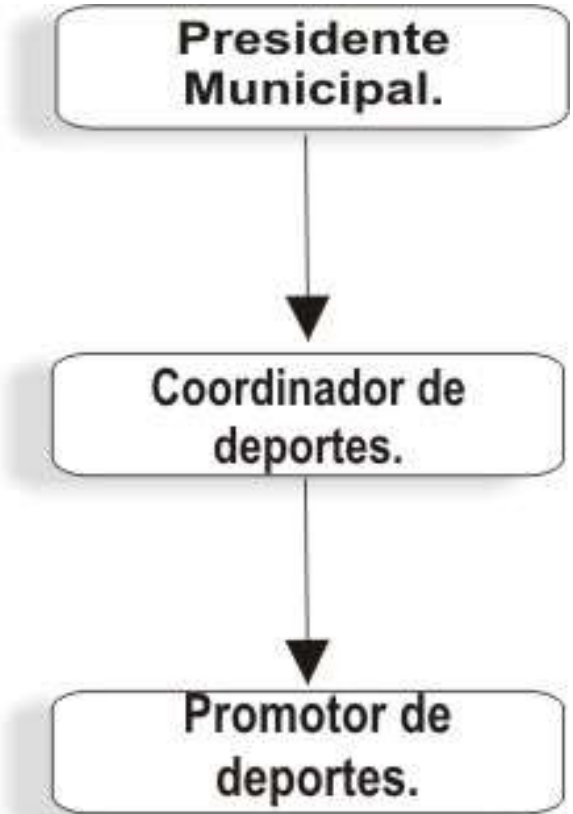 Presidente
Municipal.
Coordinador de
deportes.
Promotor de
deportes.